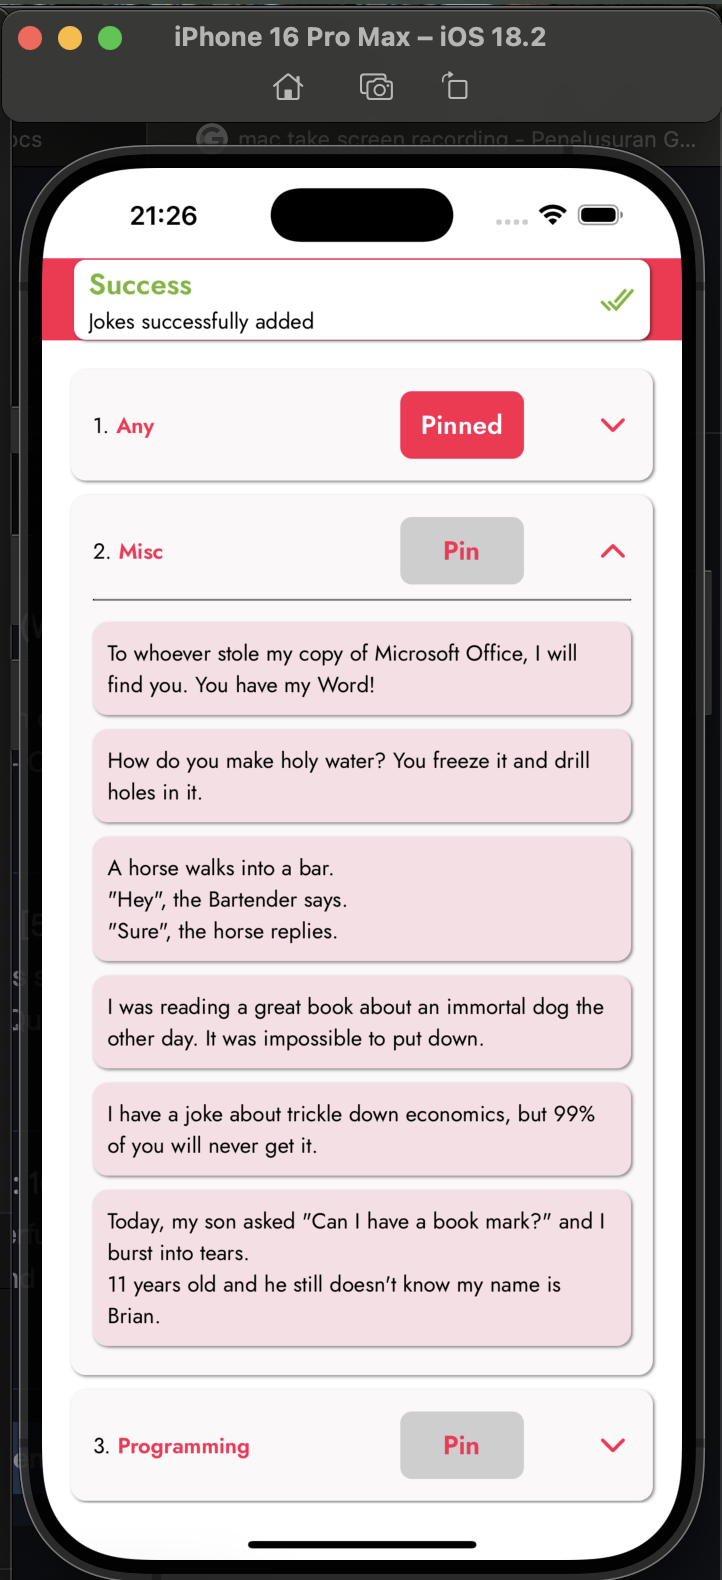 iPhone 16 Pro Max – iOS 18.2
ocs
mac take screen recording - Penelusuran G...
21:26
Success
Jokes successfully added
1. Any
Pinned
2. Misc
Pin
To whoever stole my copy of Microsoft Office, I will
find you. You have my Word!
How do you make holy water? You freeze it and drill
holes in it.
A horse walks into a bar.
"Hey", the Bartender says.
"Sure", the horse replies.
I was reading a great book about an immortal dog the
other day. It was impossible to put down.
I have a joke about trickle down economics, but 99%
of you will never get it.
Today, my son asked "Can I have a book mark?" and I
burst into tears.
11 years old and he still doesn't know my name is
Brian.
3. Programming
Pin